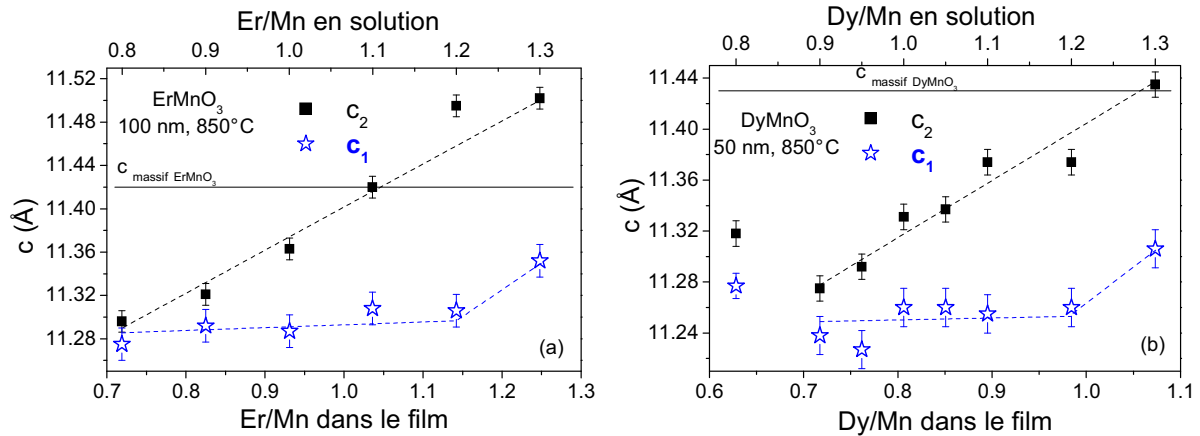 Er/Mn en solution
0.8 0.9 1.0 1.1 1.2 1.3
11.52
11.48
11.44
11.40
11.36
11.32
11.28
c (Å)
ErMnO3
100 nm, 850°C
c2
c1
c massif ErMnO3
(a)
0.7 0.8 0.9 1.0 1.1 1.2 1.3
Er/Mn dans le film
Dy/Mn en solution
0.8 0.9 1.0 1.1 1.2 1.3
11.44
11.40
11.36
11.32
11.28
11.24
c (Å)
c massif DyMnO3
DyMnO3
50 nm, 850°C
c2
c1
(b)
0.6 0.7 0.8 0.9 1.0 1.1
Dy/Mn dans le film